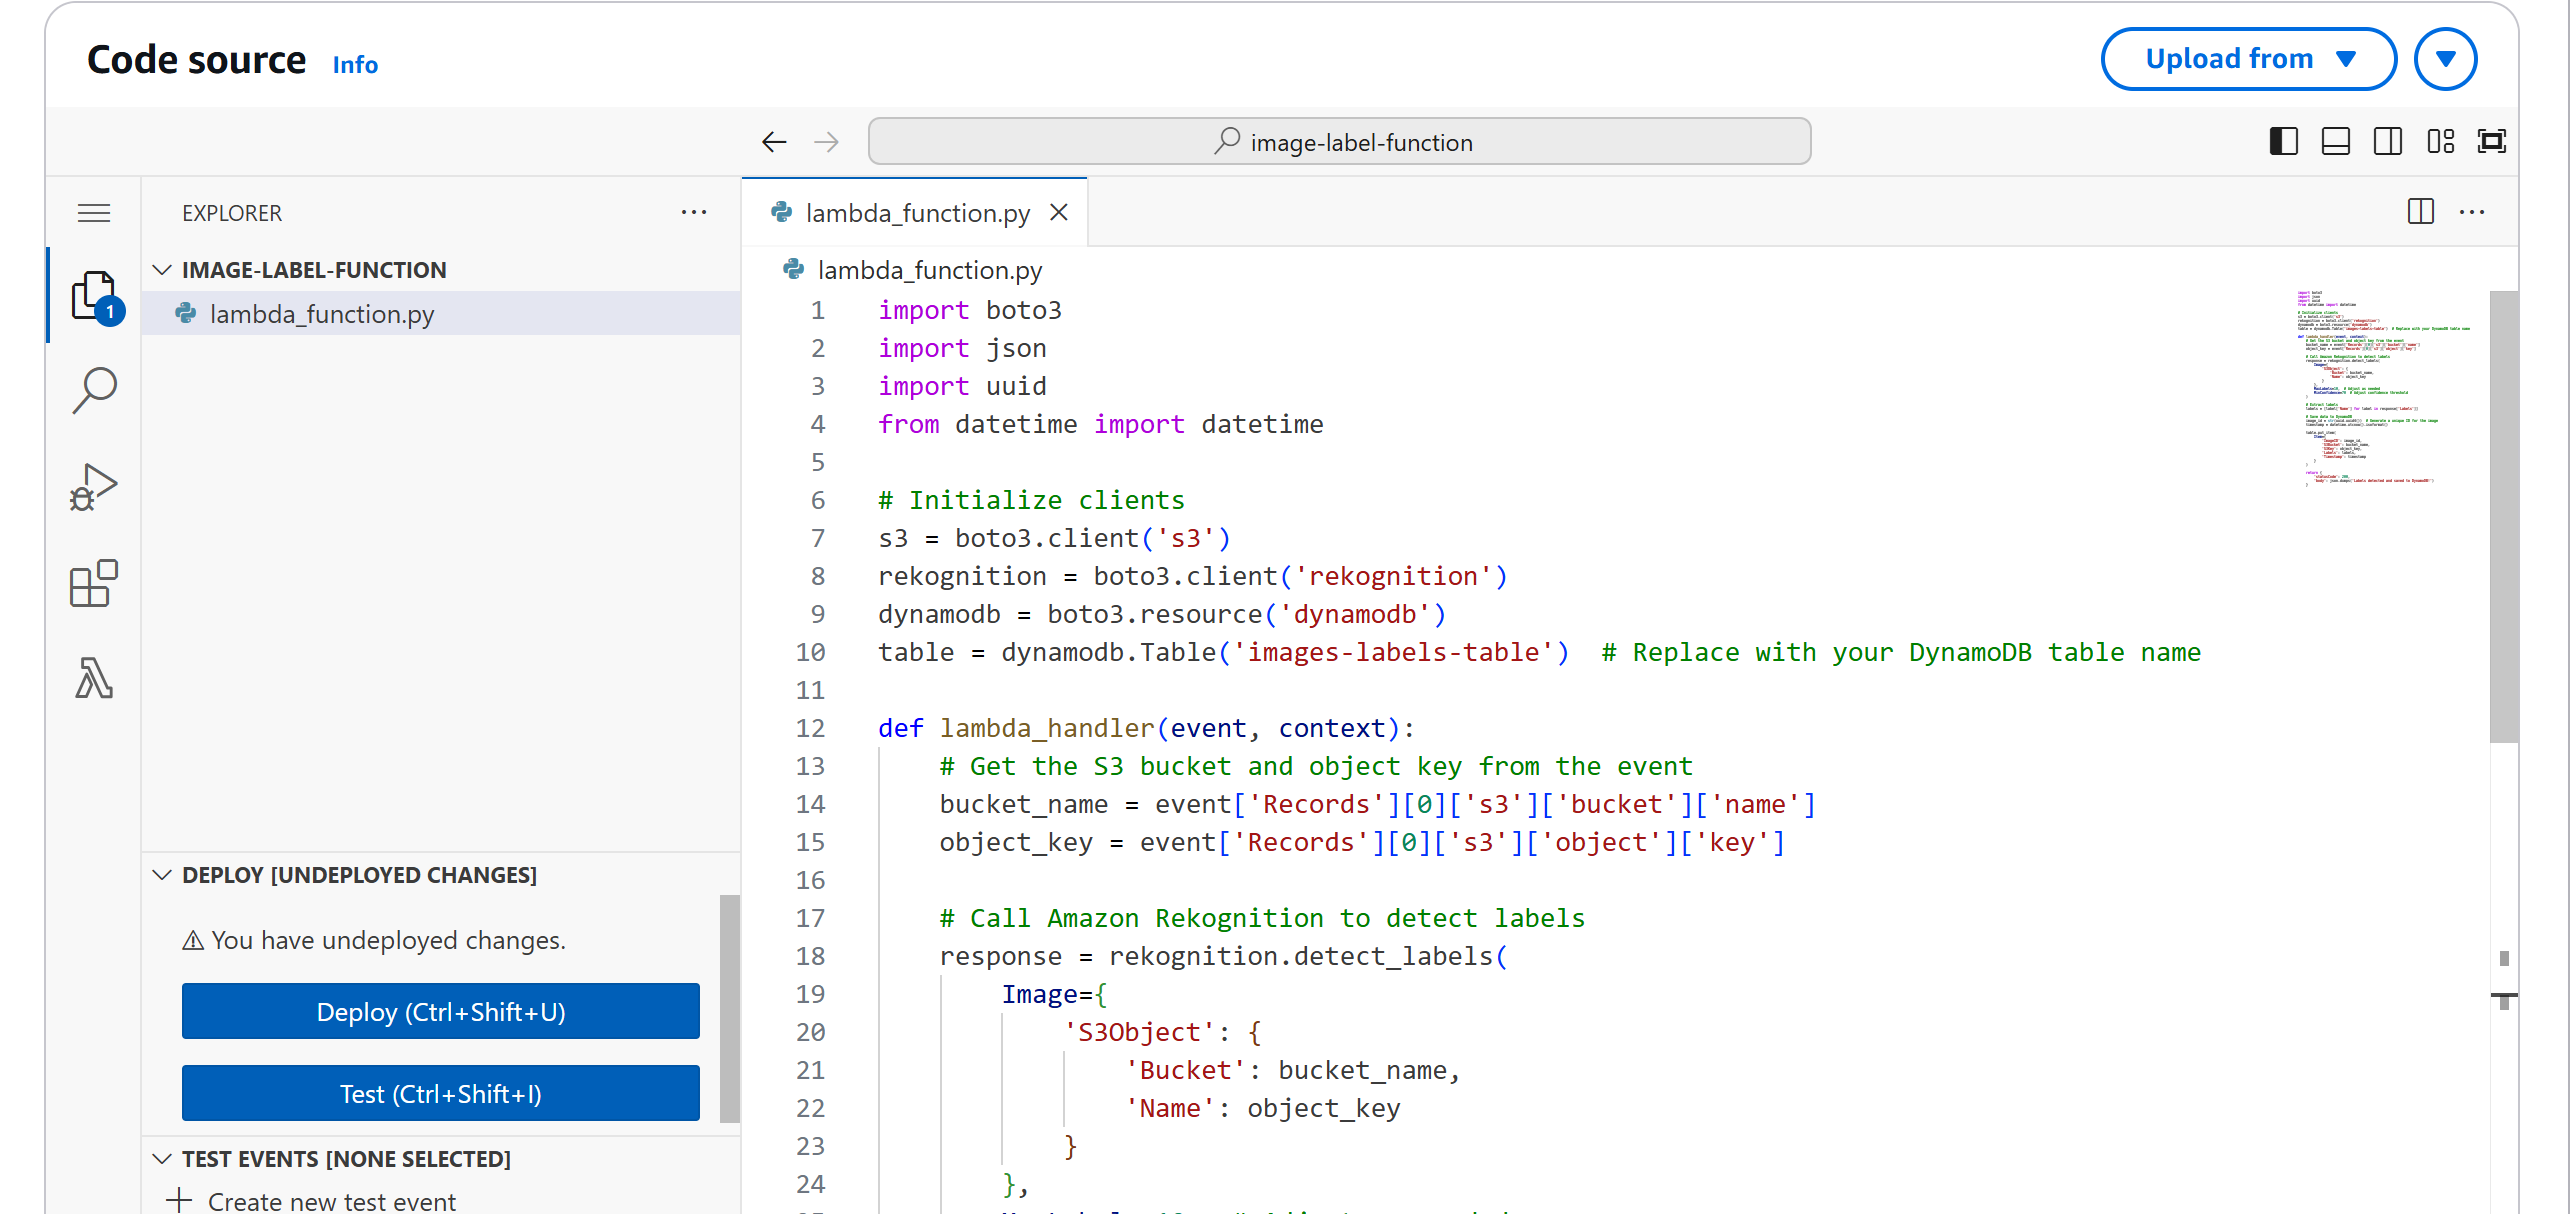 Code source Info
Upload from
image-label-function
EXPLORER
IMAGE-LABEL-FUNCTION
lambda_function.py
1
DEPLOY [UNDEPLOYED CHANGES]
You have undeployed changes.
Deploy (Ctrl+Shift+U)
Test (Ctrl+Shift+I)
TEST EVENTS [NONE SELECTED]
Create new test event
lambda_function.py
lambda_function.py
1 import boto3
2 import json
3 import uuid
4 from datetime import datetime
5
6 # Initialize clients
7 s3 = boto3.client('s3')
8 rekognition = boto3.client('rekognition')
9 dynamodb = boto3.resource('dynamodb')
10 table = dynamodb.Table('images-labels-table')  # Replace with your DynamoDB table name
11
12 def lambda_handler(event, context):
13     # Get the S3 bucket and object key from the event
14     bucket_name = event['Records'][0]['s3']['bucket']['name']
15     object_key = event['Records'][0]['s3']['object']['key']
16
17     # Call Amazon Rekognition to detect labels
18     response = rekognition.detect_labels(
19         Image={
20             'S3Object': {
21                 'Bucket': bucket_name,
22                 'Name': object_key
23             }
24         },